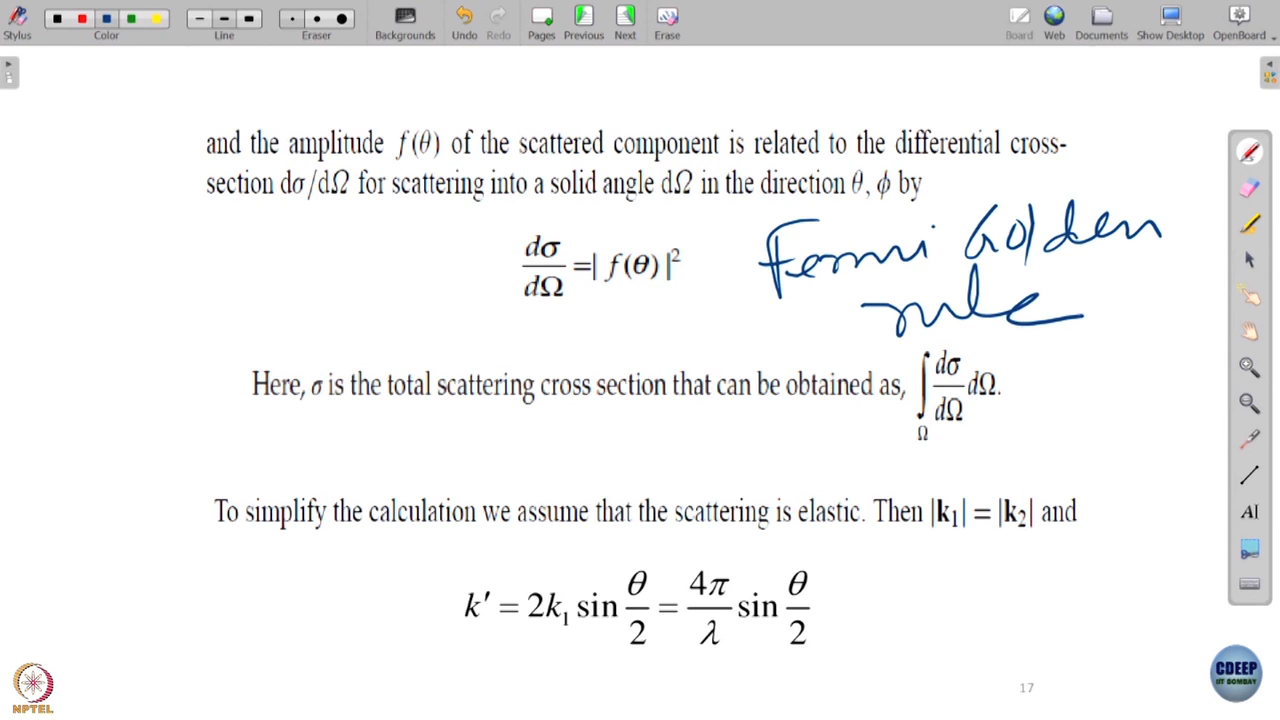 Stylus Color Line Eraser Backgrounds Undo Redo Pages Previous Next Erase Board Web Documents Show Desktop OpenBoard
and the amplitude f(θ) of the scattered component is related to the differential cross-
section dσ/dΩ for scattering into a solid angle dΩ in the direction θ, ϕ by
dσ/dΩ =| f(θ) |²
Fermi Golden
rule
Here, σ is the total scattering cross section that can be obtained as, ∫_Ω dσ/dΩ dΩ.
To simplify the calculation we assume that the scattering is elastic. Then |k₁| = |k₂| and
k′ = 2k₁ sin θ/2 = 4π/λ sin θ/2
AI
17
NPTEL
CDEEP
IIT BOMBAY